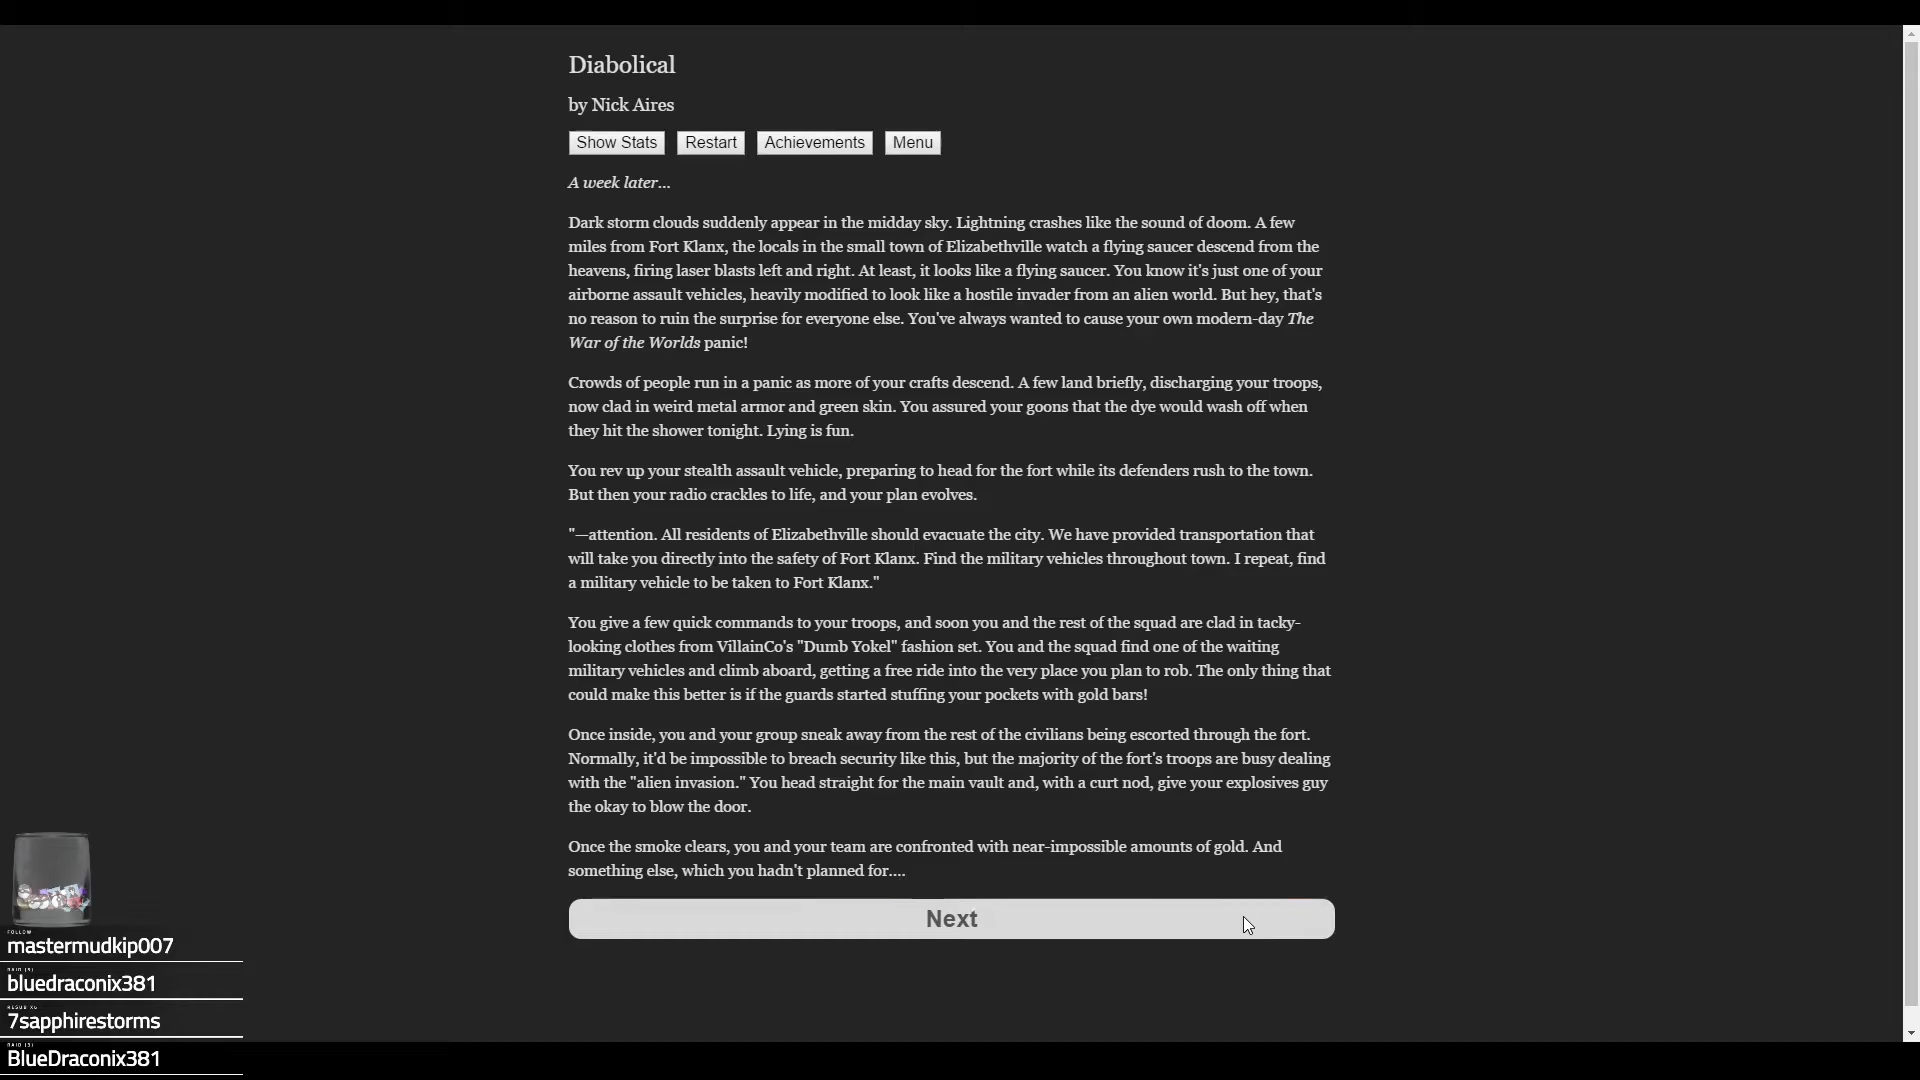 Diabolical
by Nick Aires
Show Stats Restart Achievements Menu
A week later...
Dark storm clouds suddenly appear in the midday sky. Lightning crashes like the sound of doom. A few
miles from Fort Klanx, the locals in the small town of Elizabethville watch a flying saucer descend from the
heavens, firing laser blasts left and right. At least, it looks like a flying saucer. You know it's just one of your
airborne assault vehicles, heavily modified to look like a hostile invader from an alien world. But hey, that's
no reason to ruin the surprise for everyone else. You've always wanted to cause your own modern-day The
War of the Worlds panic!
Crowds of people run in a panic as more of your crafts descend. A few land briefly, discharging your troops,
now clad in weird metal armor and green skin. You assured your goons that the dye would wash off when
they hit the shower tonight. Lying is fun.
You rev up your stealth assault vehicle, preparing to head for the fort while its defenders rush to the town.
But then your radio crackles to life, and your plan evolves.
"—attention. All residents of Elizabethville should evacuate the city. We have provided transportation that
will take you directly into the safety of Fort Klanx. Find the military vehicles throughout town. I repeat, find
a military vehicle to be taken to Fort Klanx."
You give a few quick commands to your troops, and soon you and the rest of the squad are clad in tacky-
looking clothes from VillainCo's "Dumb Yokel" fashion set. You and the squad find one of the waiting
military vehicles and climb aboard, getting a free ride into the very place you plan to rob. The only thing that
could make this better is if the guards started stuffing your pockets with gold bars!
Once inside, you and your group sneak away from the rest of the civilians being escorted through the fort.
Normally, it'd be impossible to breach security like this, but the majority of the fort's troops are busy dealing
with the "alien invasion." You head straight for the main vault and, with a curt nod, give your explosives guy
the okay to blow the door.
Once the smoke clears, you and your team are confronted with near-impossible amounts of gold. And
something else, which you hadn't planned for....
Next
FOLLOW
mastermudkip007
bluedraconix381
7sapphirestorms
BlueDraconix381